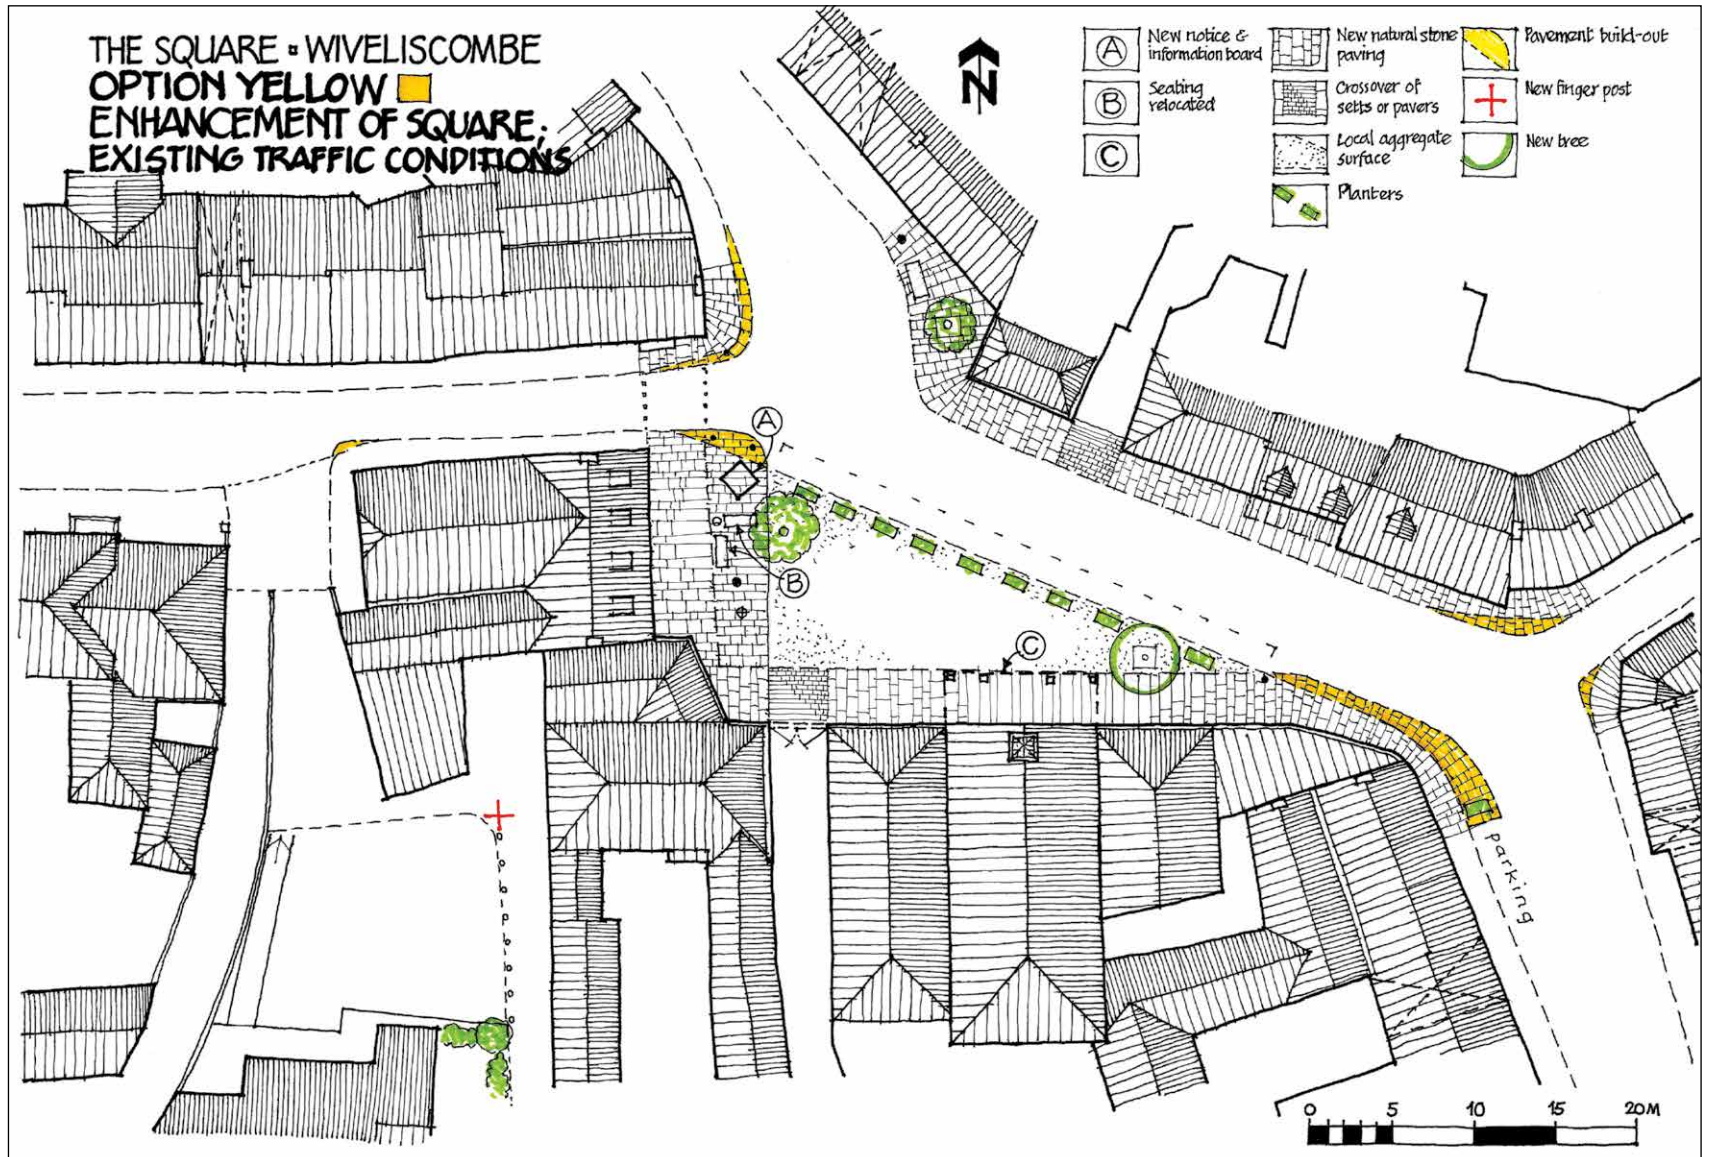 THE SQUARE ▫ WIVELISCOMBE
OPTION YELLOW
ENHANCEMENT OF SQUARE;
EXISTING TRAFFIC CONDITIONS
N
A
New notice &
information board
B
Seating
relocated
C
New natural stone
paving
Crossover of
setts or pavers
Local aggregate
surface
Planters
Pavement build-out
New finger post
New tree
A
B
C
parking
0 5 10 15 20M